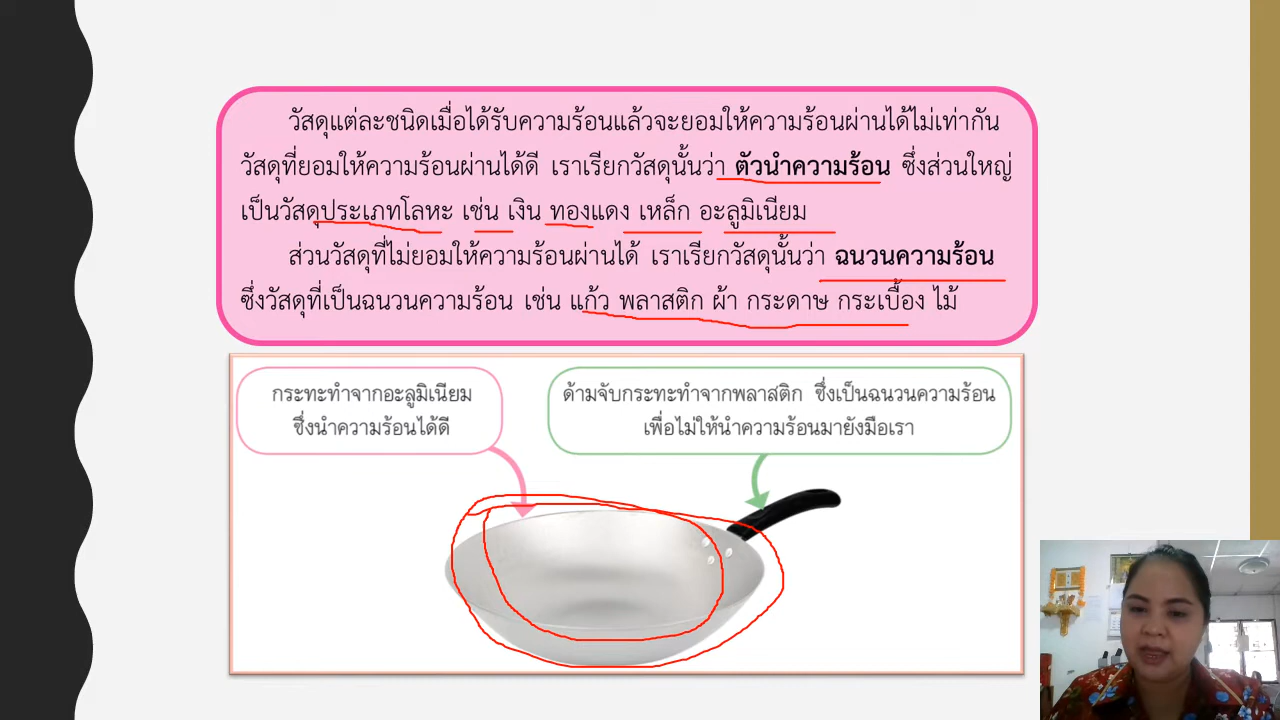 วัสดุแต่ละชนิดเมื่อได้รับความร้อนแล้วจะยอมให้ความร้อนผ่านได้ไม่เท่ากัน
วัสดุที่ยอมให้ความร้อนผ่านได้ดี เราเรียกวัสดุนั้นว่า ตัวนำความร้อน ซึ่งส่วนใหญ่
เป็นวัสดุประเภทโลหะ เช่น เงิน ทองแดง เหล็ก อะลูมิเนียม
ส่วนวัสดุที่ไม่ยอมให้ความร้อนผ่านได้ เราเรียกวัสดุนั้นว่า ฉนวนความร้อน
ซึ่งวัสดุที่เป็นฉนวนความร้อน เช่น แก้ว พลาสติก ผ้า กระดาษ กระเบื้อง ไม้
กระทะทำจากอะลูมิเนียม
ซึ่งนำความร้อนได้ดี
ด้ามจับกระทะทำจากพลาสติก ซึ่งเป็นฉนวนความร้อน
เพื่อไม่ให้นำความร้อนมายังมือเรา